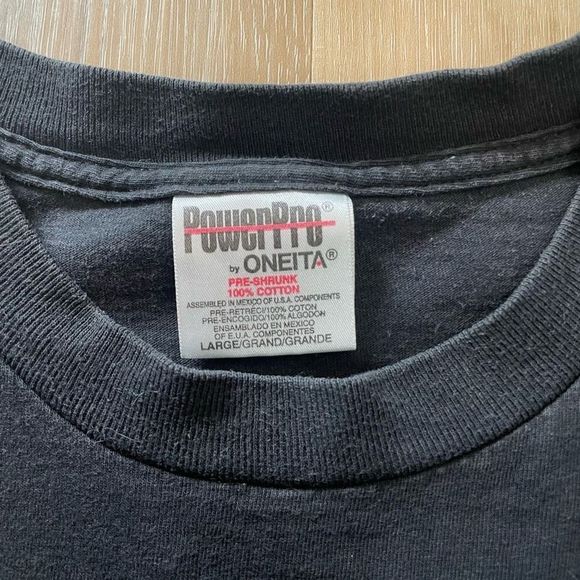 PowerPro®
by ONEITA®
PRE-SHRUNK
100% COTTON
ASSEMBLED IN MEXICO OF U.S.A. COMPONENTS
PRE-RETRECI/100% COTON
PRE-ENCOGIDO/100% ALGODON
ENSAMBLADO EN MEXICO
OF E.U.A. COMPONENTES
LARGE/GRAND/GRANDE